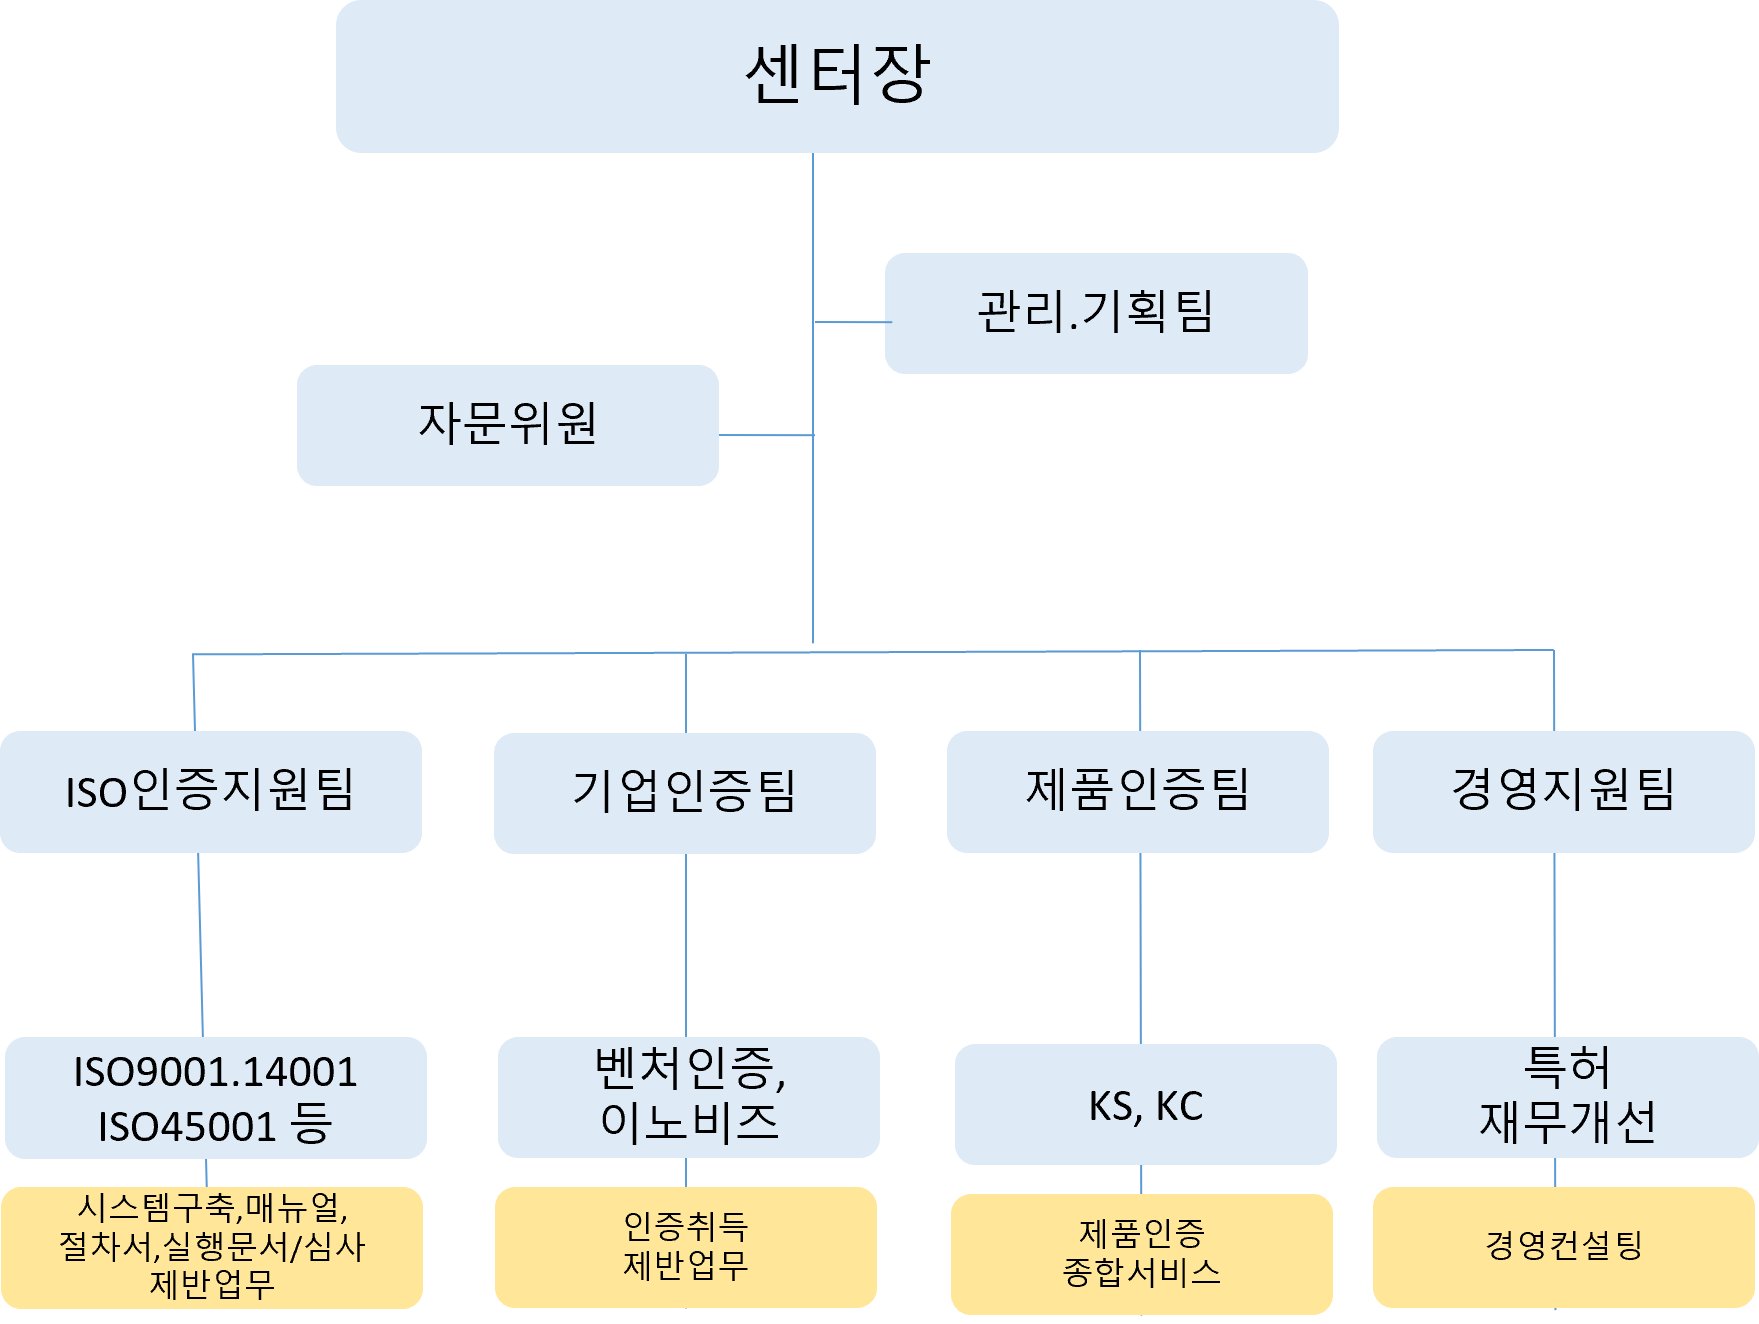 센터장
관리.기획팀
자문위원
ISO인증지원팀
기업인증팀
제품인증팀
경영지원팀
ISO9001.14001
ISO45001 등
벤처인증,
이노비즈
KS, KC
특허
재무개선
시스템구축,매뉴얼,
절차서,실행문서/심사
제반업무
인증취득
제반업무
제품인증
종합서비스
경영컨설팅